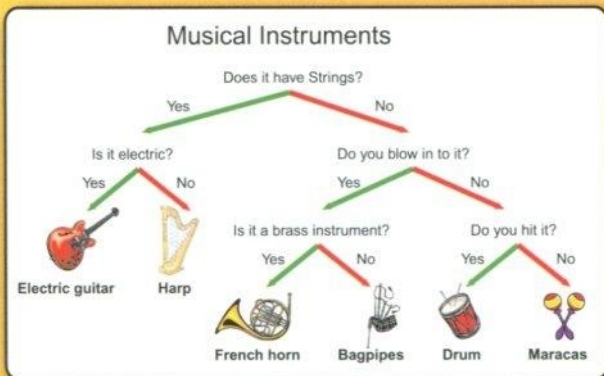 Musical Instruments
Does it have Strings?
Yes
No
Is it electric?
Do you blow in to it?
Yes
No
Yes
No
Is it a brass instrument?
Do you hit it?
Yes
No
Yes
No
Electric guitar
Harp
French horn
Bagpipes
Drum
Maracas